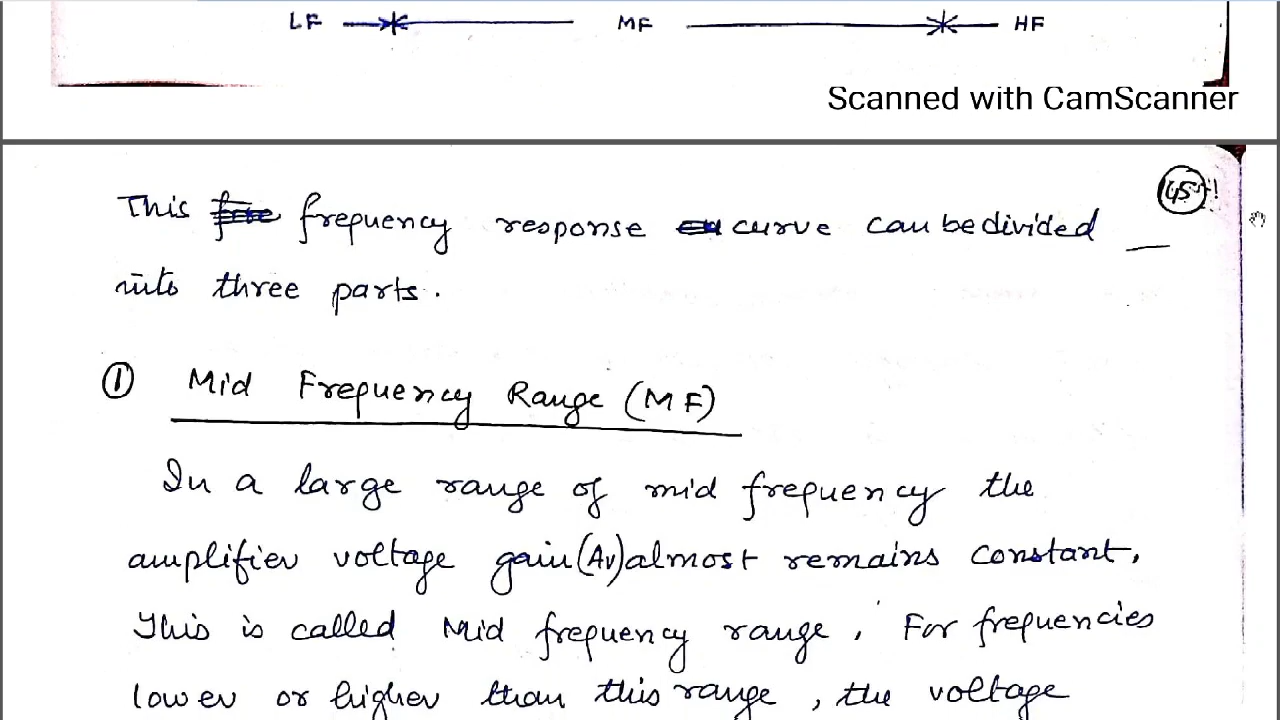 LF MF HF
Scanned with CamScanner
45
This frequency response curve can be divided
into three parts.
① Mid Frequency Range (MF)
In a large range of mid frequency the
amplifier voltage gain (Av) almost remains constant.
This is called Mid frequency range. For frequencies
lower or higher than this range, the voltage